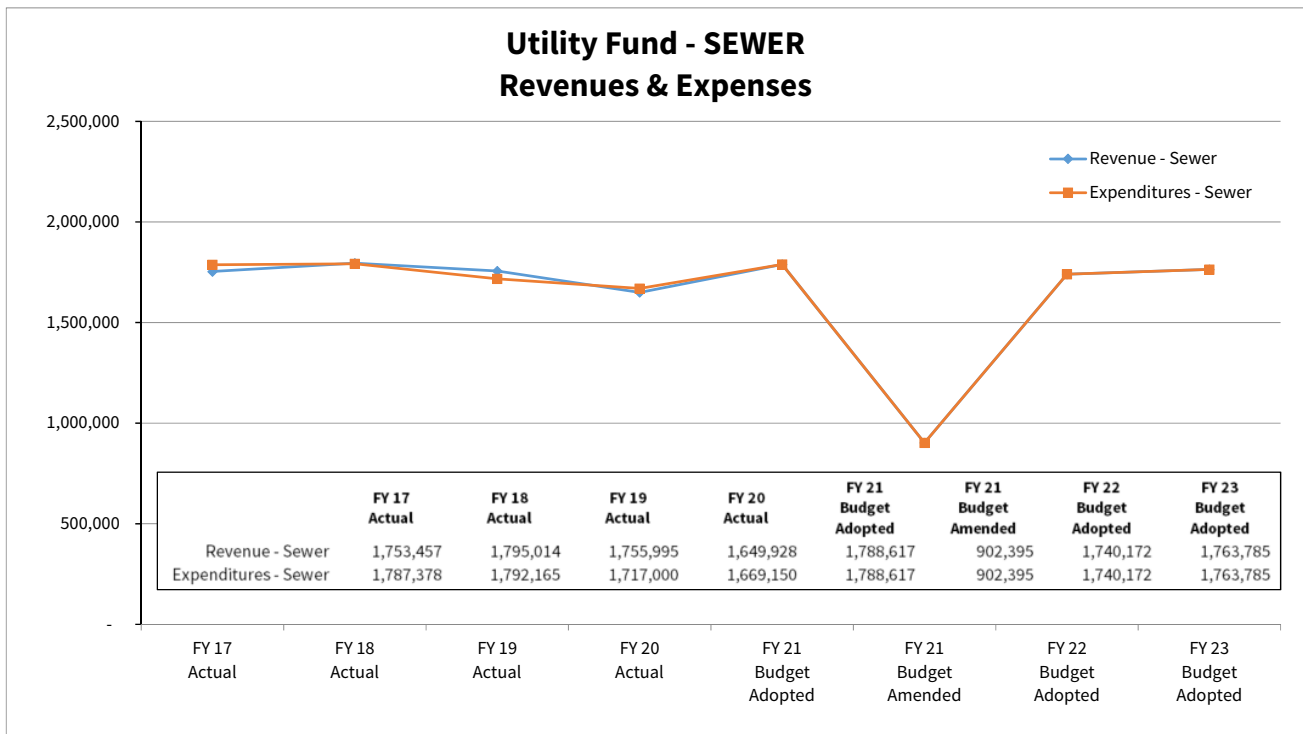 Utility Fund - SEWER
Revenues & Expenses
2,500,000
Revenue - Sewer
Expenditures - Sewer
2,000,000
1,500,000
1,000,000
500,000
-
FY 17 Actual FY 18 Actual FY 19 Actual FY 20 Actual FY 21 Budget Adopted FY 21 Budget Amended FY 22 Budget Adopted FY 23 Budget Adopted
Revenue - Sewer 1,753,457 1,795,014 1,755,995 1,649,928 1,788,617 902,395 1,740,172 1,763,785
Expenditures - Sewer 1,787,378 1,792,165 1,717,000 1,669,150 1,788,617 902,395 1,740,172 1,763,785
FY 17 FY 18 FY 19 FY 20 FY 21 FY 21 FY 22 FY 23
Actual Actual Actual Actual Budget Budget Budget Budget
Adopted Amended Adopted Adopted